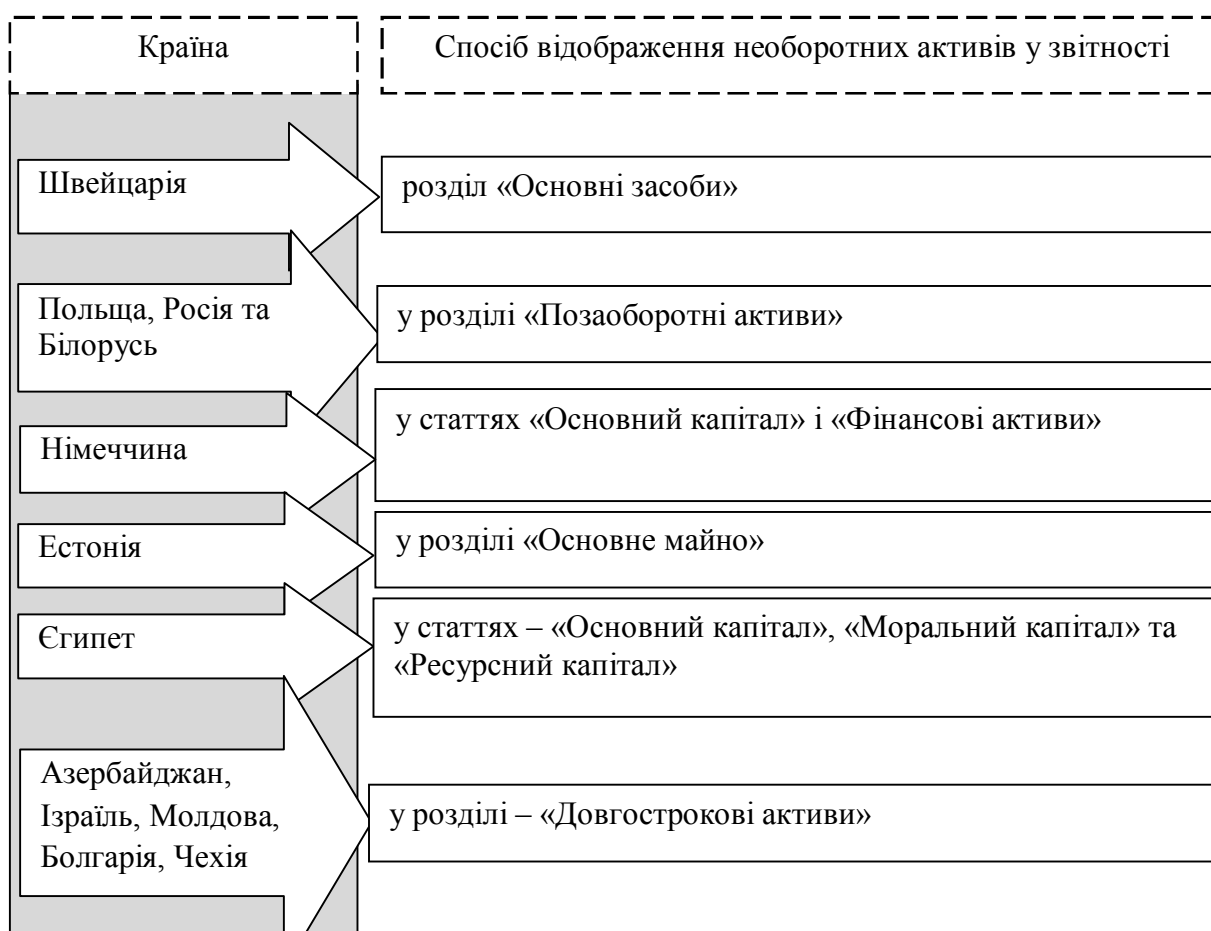 Країна
Спосіб відображення необоротних активів у звітності
Швейцарія
розділ «Основні засоби»
Польща, Росія та
Білорусь
у розділі «Позаоборотні активи»
Німеччина
у статтях «Основний капітал» і «Фінансові активи»
Естонія
у розділі «Основне майно»
Єгипет
у статтях – «Основний капітал», «Моральний капітал» та
«Ресурсний капітал»
Азербайджан,
Ізраїль, Молдова,
Болгарія, Чехія
у розділі – «Довгострокові активи»